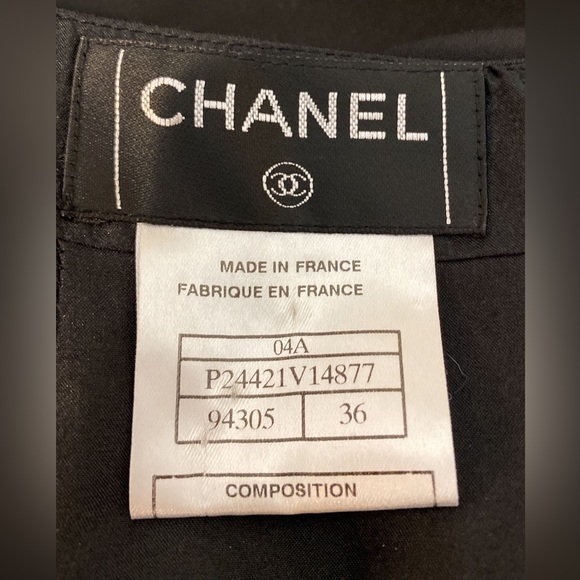 CHANEL
MADE IN FRANCE
FABRIQUE EN FRANCE
04A
P24421V14877
94305 36
COMPOSITION